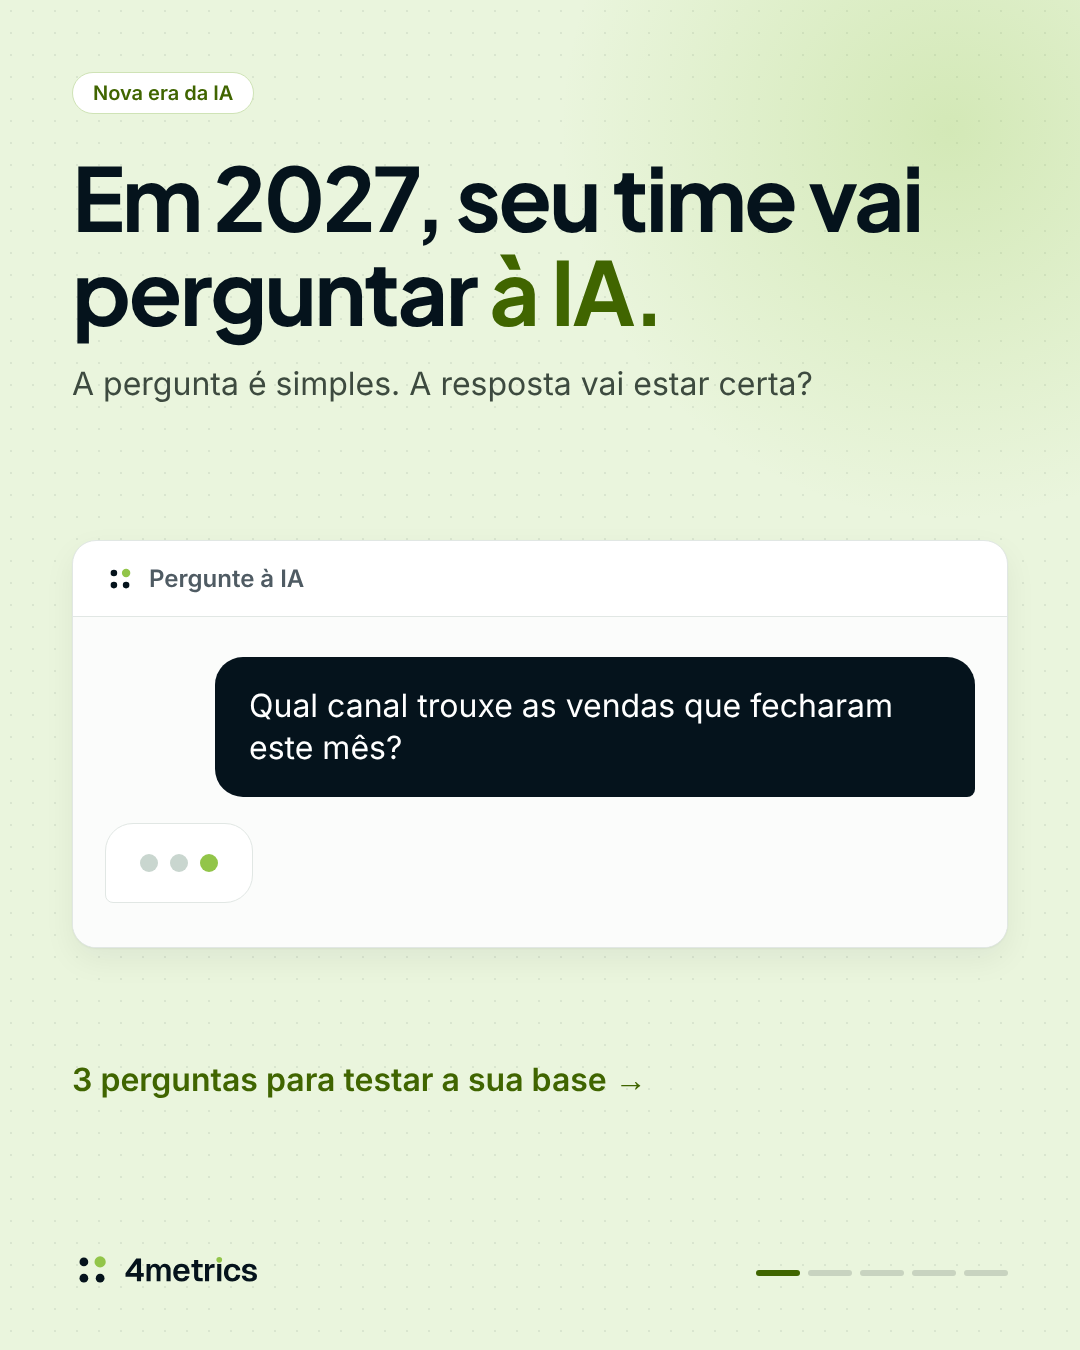 Nova era da IA
Em 2027, seu time vai
perguntar à IA.
A pergunta é simples. A resposta vai estar certa?
Pergunte à IA
Qual canal trouxe as vendas que fecharam
este mês?
3 perguntas para testar a sua base →
4metrics